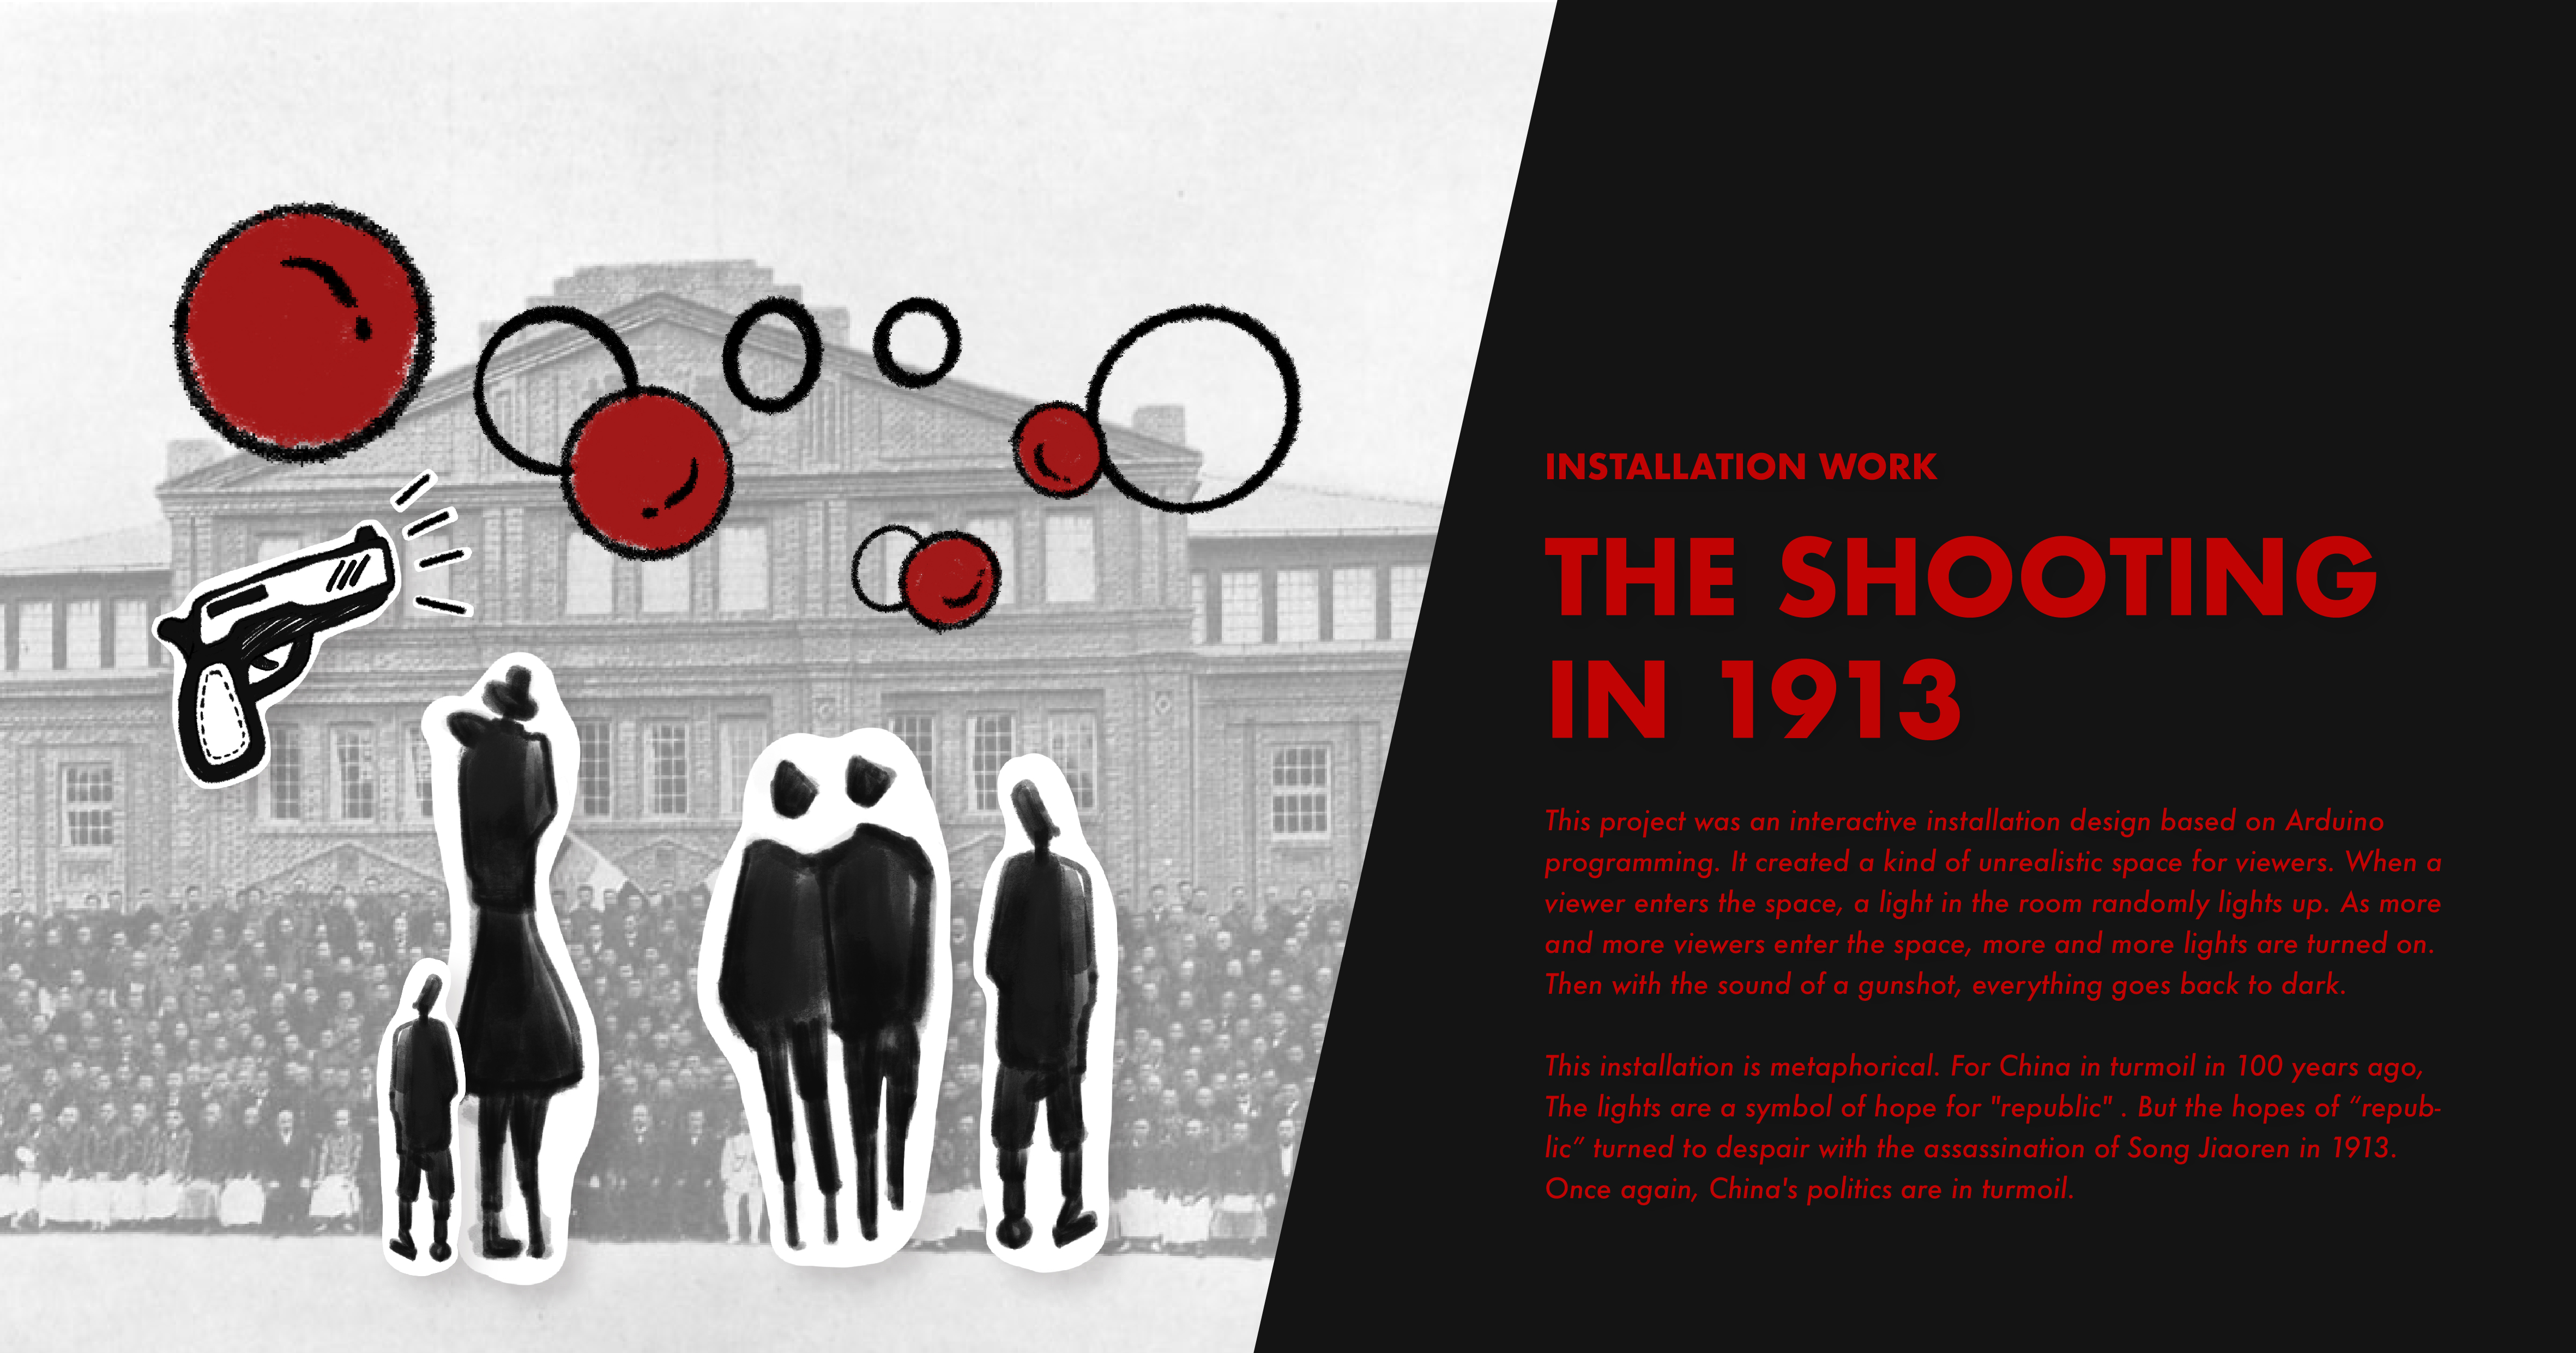 INSTALLATION WORK
THE SHOOTING
IN 1913
This project was an interactive installation design based on Arduino
programming. It created a kind of unrealistic space for viewers. When a
viewer enters the space, a light in the room randomly lights up. As more
and more viewers enter the space, more and more lights are turned on.
Then with the sound of a gunshot, everything goes back to dark.
This installation is metaphorical. For China in turmoil in 100 years ago,
The lights are a symbol of hope for "republic" . But the hopes of “repub-
lic” turned to despair with the assassination of Song Jiaoren in 1913.
Once again, China's politics are in turmoil.